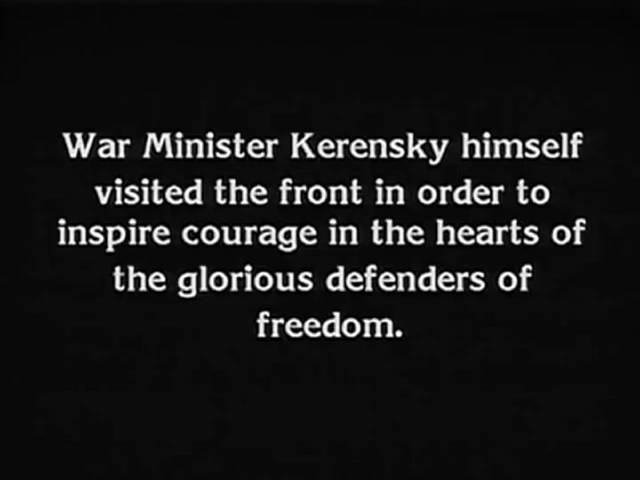 War Minister Kerensky himself
visited the front in order to
inspire courage in the hearts of
the glorious defenders of
freedom.